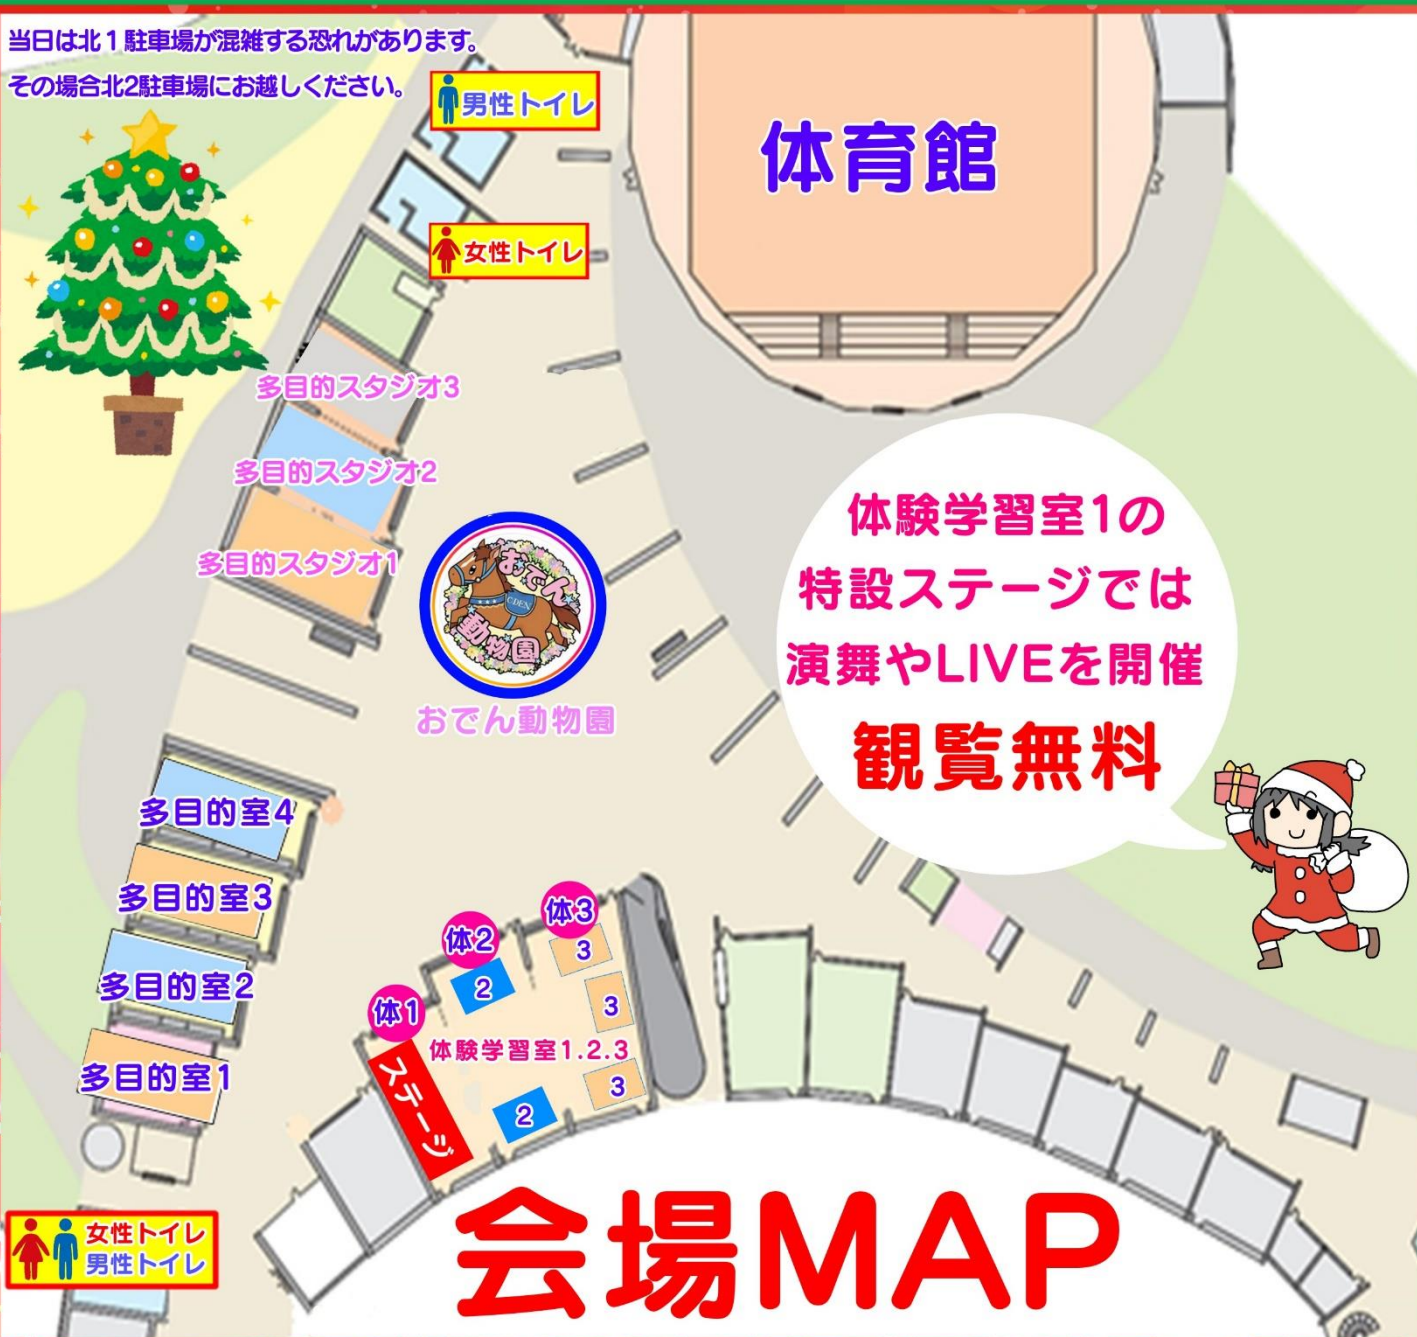 当日は北1駐車場が混雑する恐れがあります。
その場合北2駐車場にお越しください。
男性トイレ
女性トイレ
体育館
多目的スタジオ3
多目的スタジオ2
多目的スタジオ1
おでん
ODEN
動物園
おでん動物園
体験学習室1の
特設ステージでは
演舞やLIVEを開催
観覧無料
多目的室4
多目的室3
多目的室2
多目的室1
体1
体2
体3
2
3
3
体験学習室1.2.3
ステージ
2
3
女性トイレ
男性トイレ
会場MAP